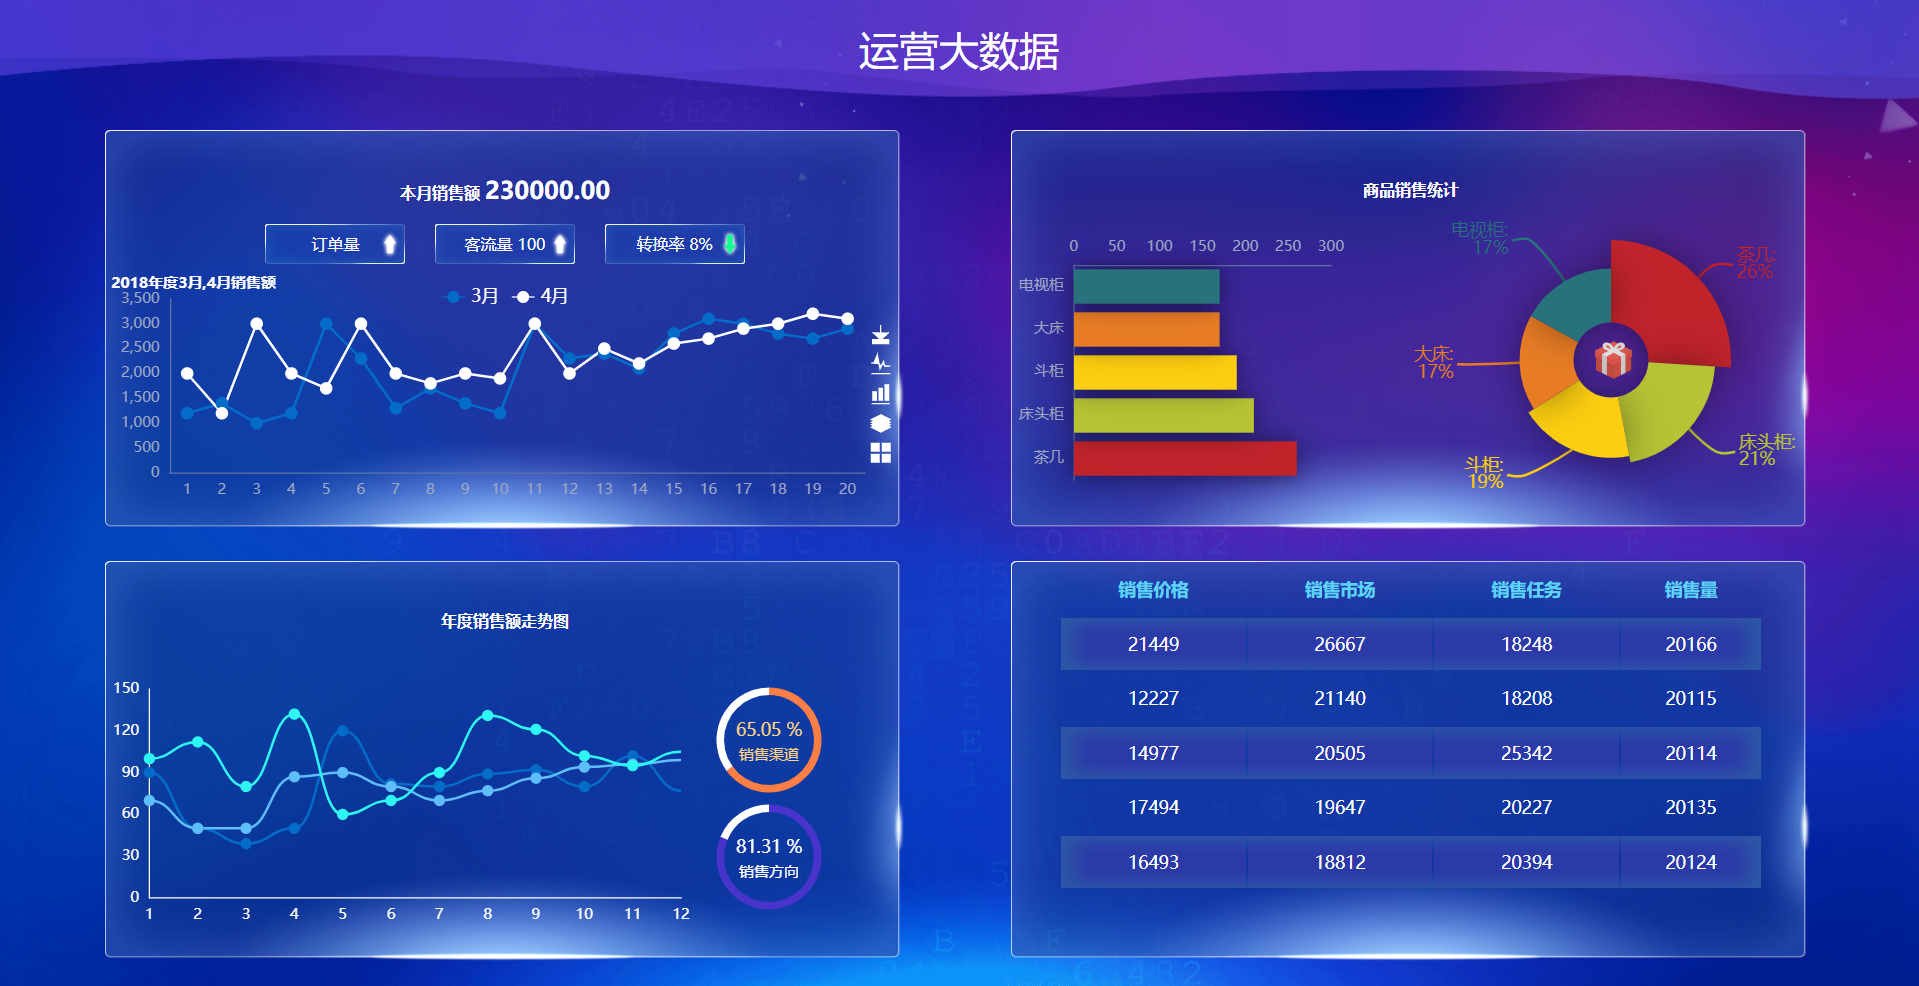 运营大数据
本月销售额 230000.00
订单量
客流量 100
转换率 8%
2018年度3月,4月销售额
3月 4月
3,500
3,000
2,500
2,000
1,500
1,000
500
0
1 2 3 4 5 6 7 8 9 10 11 12 13 14 15 16 17 18 19 20
商品销售统计
0 50 100 150 200 250 300
电视柜
大床
斗柜
床头柜
茶几
电视柜:
17%
茶几:
26%
大床:
17%
床头柜:
21%
斗柜:
19%
年度销售额走势图
150
120
90
60
30
0
1 2 3 4 5 6 7 8 9 10 11 12
65.05 %
销售渠道
81.31 %
销售方向
销售价格 销售市场 销售任务 销售量
21449 26667 18248 20166
12227 21140 18208 20115
14977 20505 25342 20114
17494 19647 20227 20135
16493 18812 20394 20124